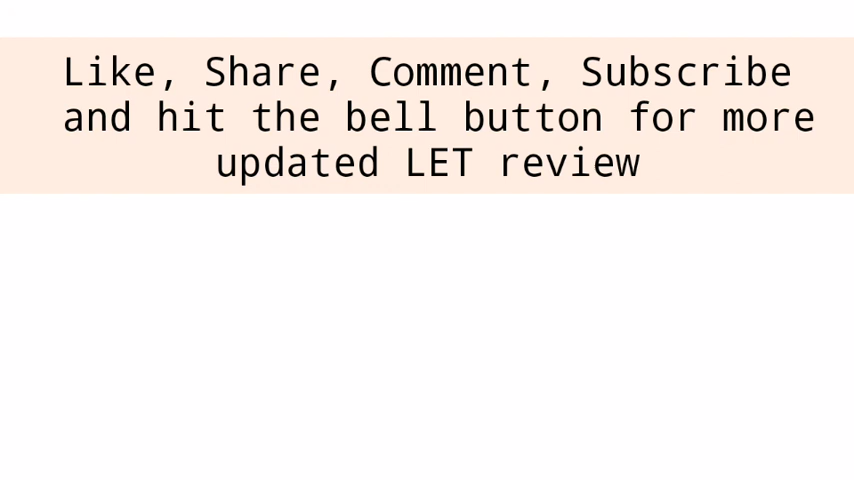 Like, Share, Comment, Subscribe
and hit the bell button for more
updated LET review